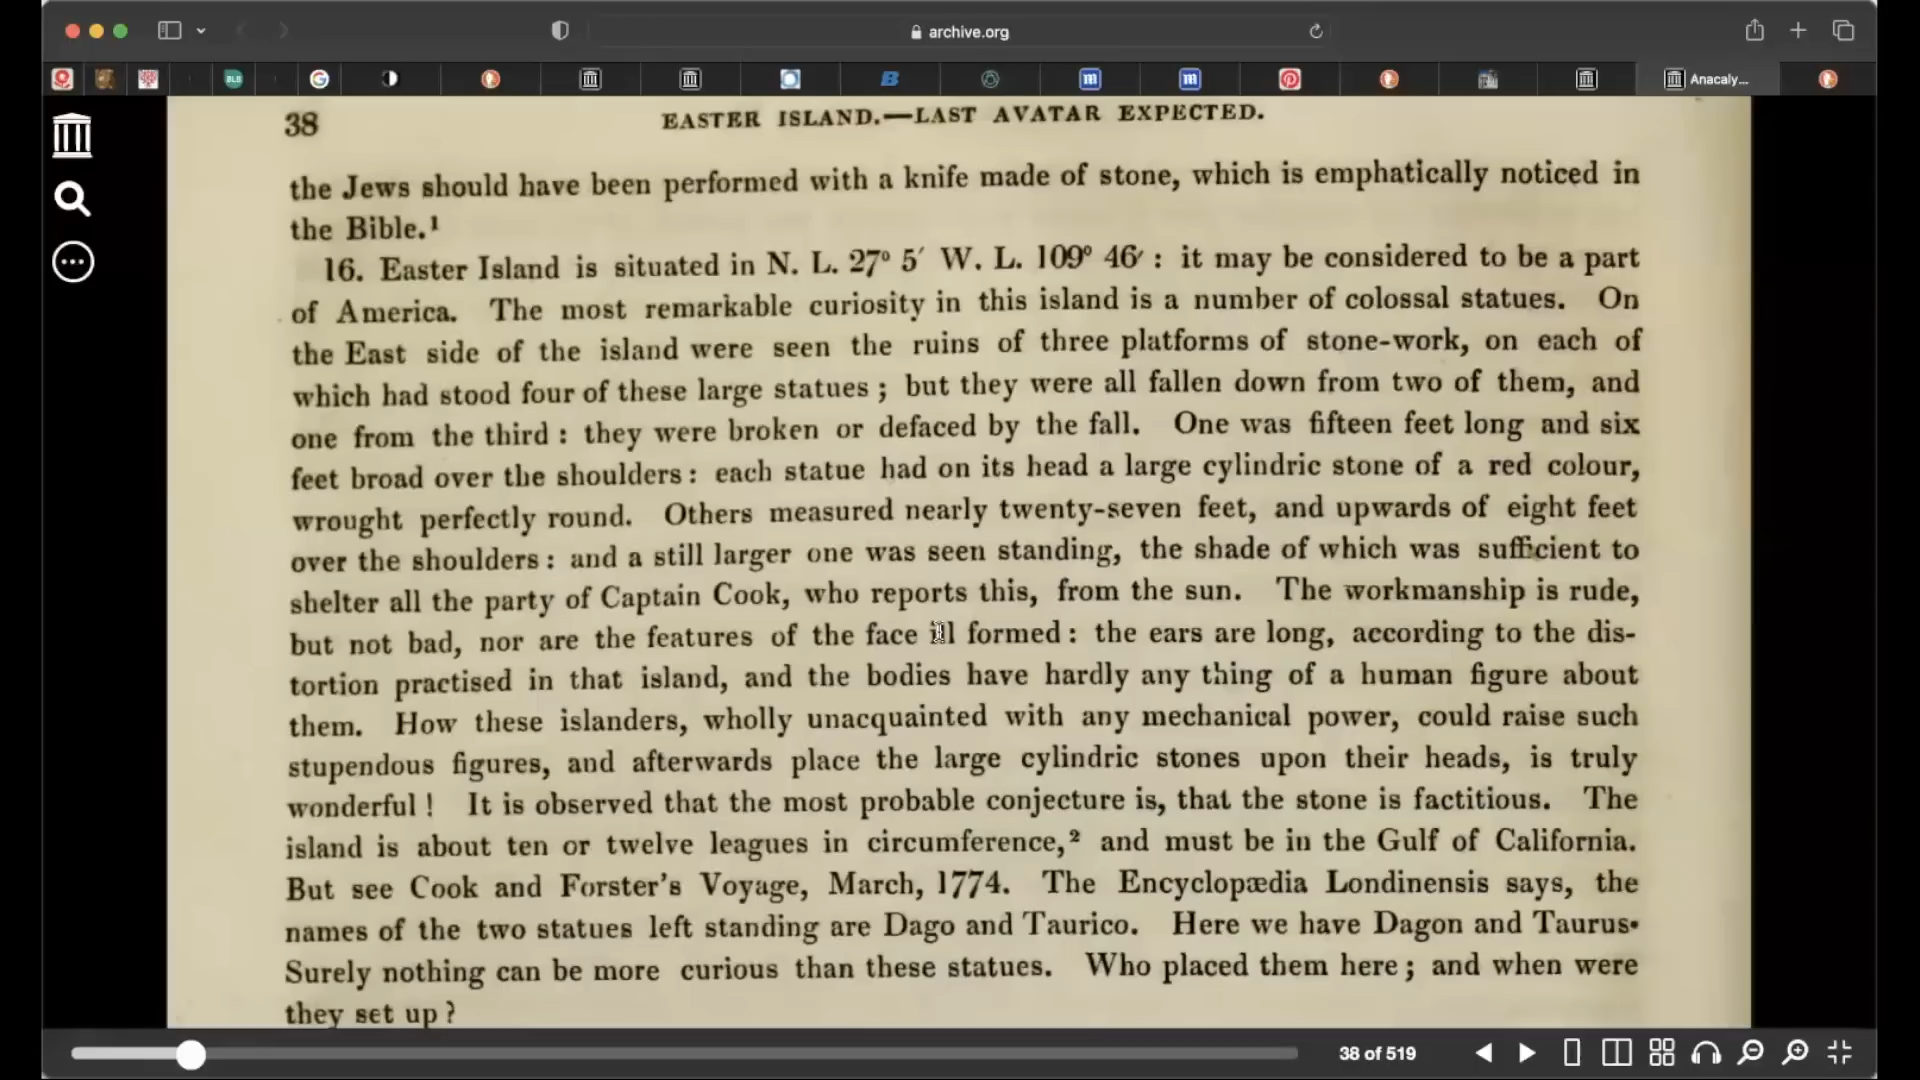 archive.org
BLB
G
B
m
m
Anacaly...
38 EASTER ISLAND.—LAST AVATAR EXPECTED.
the Jews should have been performed with a knife made of stone, which is emphatically noticed in
the Bible.¹
16. Easter Island is situated in N. L. 27° 5′ W. L. 109° 46′ : it may be considered to be a part
of America. The most remarkable curiosity in this island is a number of colossal statues. On
the East side of the island were seen the ruins of three platforms of stone-work, on each of
which had stood four of these large statues ; but they were all fallen down from two of them, and
one from the third : they were broken or defaced by the fall. One was fifteen feet long and six
feet broad over the shoulders : each statue had on its head a large cylindric stone of a red colour,
wrought perfectly round. Others measured nearly twenty-seven feet, and upwards of eight feet
over the shoulders : and a still larger one was seen standing, the shade of which was sufficient to
shelter all the party of Captain Cook, who reports this, from the sun. The workmanship is rude,
but not bad, nor are the features of the face ill formed : the ears are long, according to the dis-
tortion practised in that island, and the bodies have hardly any thing of a human figure about
them. How these islanders, wholly unacquainted with any mechanical power, could raise such
stupendous figures, and afterwards place the large cylindric stones upon their heads, is truly
wonderful ! It is observed that the most probable conjecture is, that the stone is factitious. The
island is about ten or twelve leagues in circumference,² and must be in the Gulf of California.
But see Cook and Forster's Voyage, March, 1774. The Encyclopædia Londinensis says, the
names of the two statues left standing are Dago and Taurico. Here we have Dagon and Taurus.
Surely nothing can be more curious than these statues. Who placed them here ; and when were
they set up ?
38 of 519